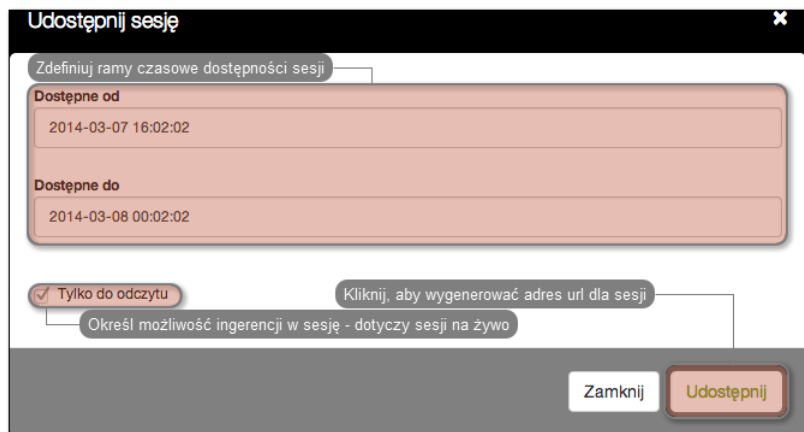 Udostępnij sesję
Zdefiniuj ramy czasowe dostępności sesji
Dostępne od
2014-03-07 16:02:02
Dostępne do
2014-03-08 00:02:02
Tylko do odczytu
Kliknij, aby wygenerować adres url dla sesji
Określ możliwość ingerencji w sesję - dotyczy sesji na żywo
Zamknij
Udostępnij